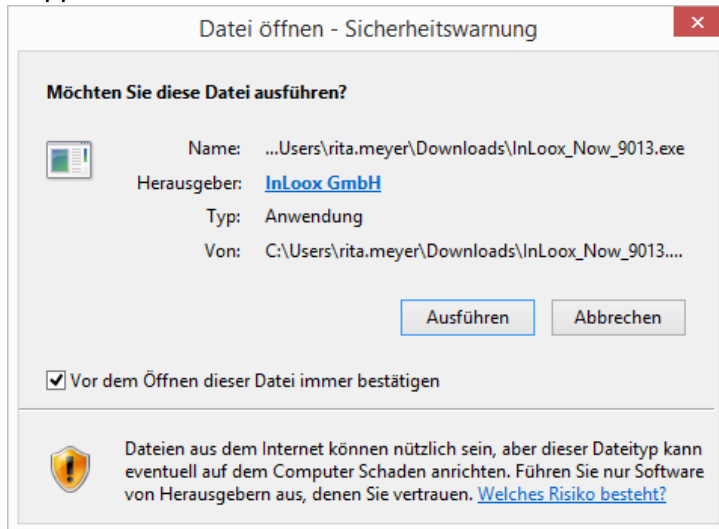 Datei öffnen - Sicherheitswarnung
Möchten Sie diese Datei ausführen?
Name: ...Users\rita.meyer\Downloads\InLoox_Now_9013.exe
Herausgeber: InLoox GmbH
Typ: Anwendung
Von: C:\Users\rita.meyer\Downloads\InLoox_Now_9013....
Ausführen Abbrechen
Vor dem Öffnen dieser Datei immer bestätigen
Dateien aus dem Internet können nützlich sein, aber dieser Dateityp kann
eventuell auf dem Computer Schaden anrichten. Führen Sie nur Software
von Herausgebern aus, denen Sie vertrauen. Welches Risiko besteht?